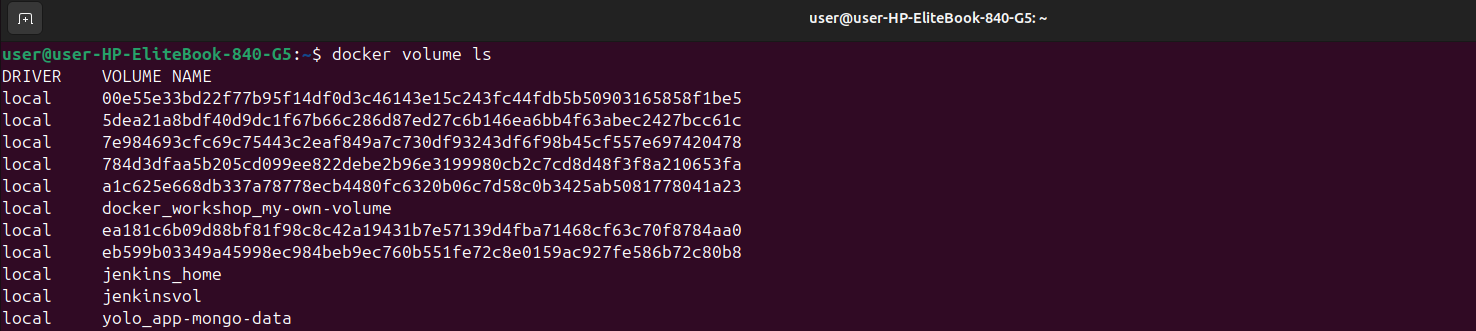 user@user-HP-EliteBook-840-G5: ~
user@user-HP-EliteBook-840-G5:~$ docker volume ls
DRIVER    VOLUME NAME
local     00e55e33bd22f77b95f14df0d3c46143e15c243fc44fdb5b50903165858f1be5
local     5dea21a8bdf40d9dc1f67b66c286d87ed27c6b146ea6bb4f63abec2427bcc61c
local     7e984693cfc69c75443c2eaf849a7c730df93243df6f98b45cf557e697420478
local     784d3dfaa5b205cd099ee822debe2b96e3199980cb2c7cd8d48f3f8a210653fa
local     a1c625e668db337a78778ecb4480fc6320b06c7d58c0b3425ab5081778041a23
local     docker_workshop_my-own-volume
local     ea181c6b09d88bf81f98c8c42a19431b7e57139d4fba71468cf63c70f8784aa0
local     eb599b03349a45998ec984beb9ec760b551fe72c8e0159ac927fe586b72c80b8
local     jenkins_home
local     jenkinsvol
local     yolo_app-mongo-data